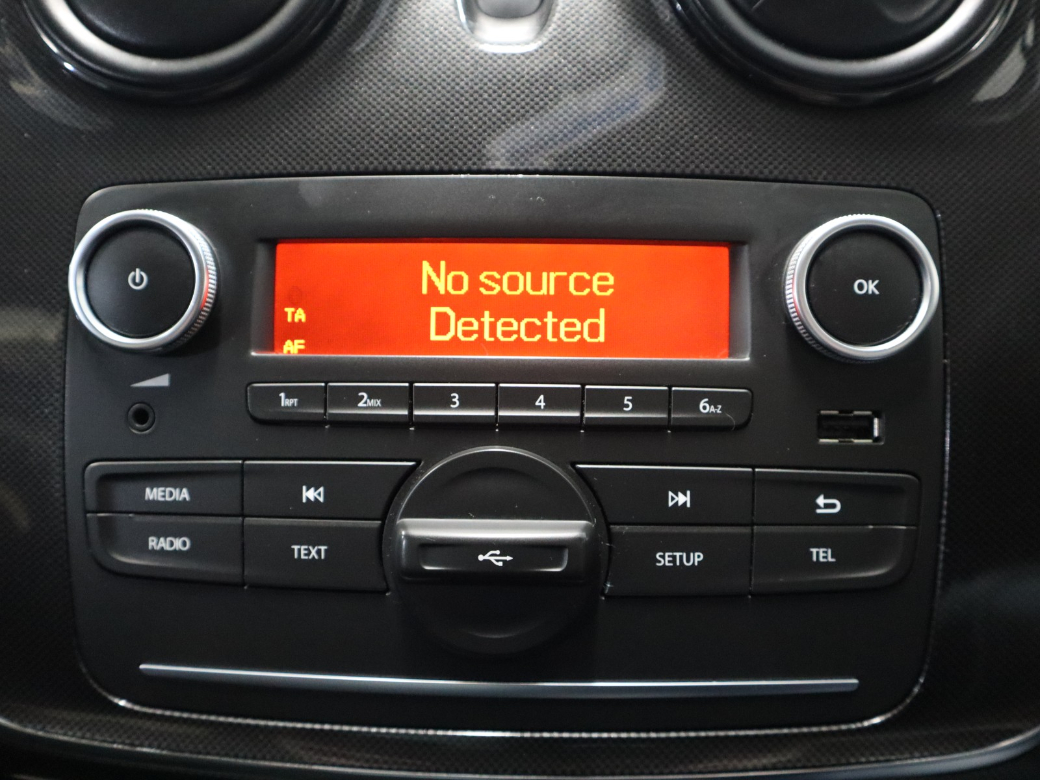 No source
Detected
TA
AF
OK
1RPT
2MIX
3
4
5
6A-Z
MEDIA
RADIO
TEXT
SETUP
TEL